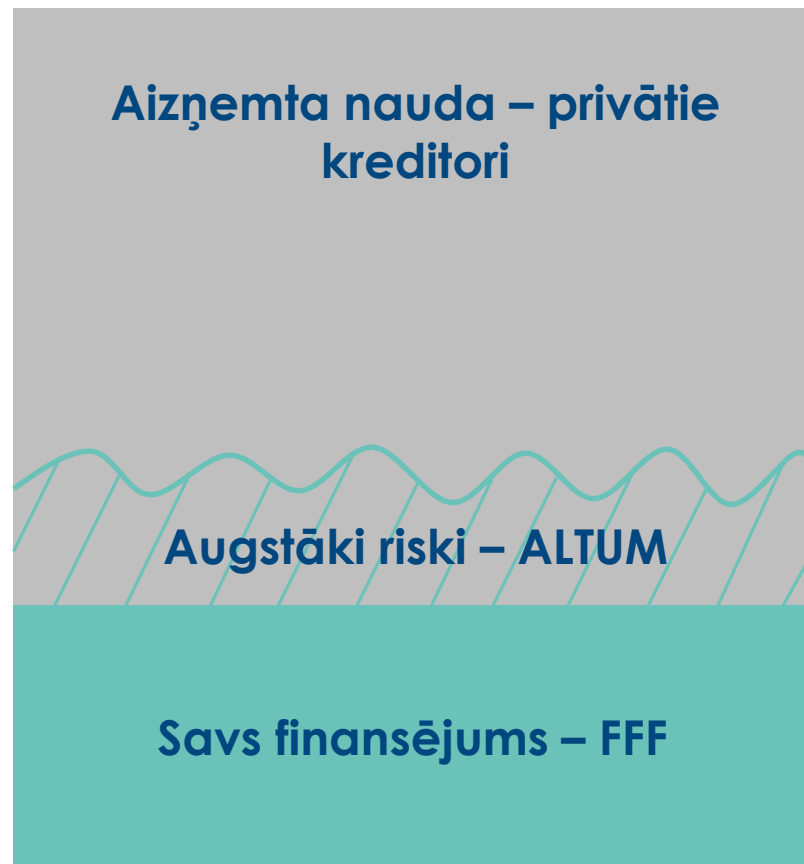 Aizņemta nauda – privātie
kreditori
Augstāki riski – ALTUM
Savs finansējums – FFF